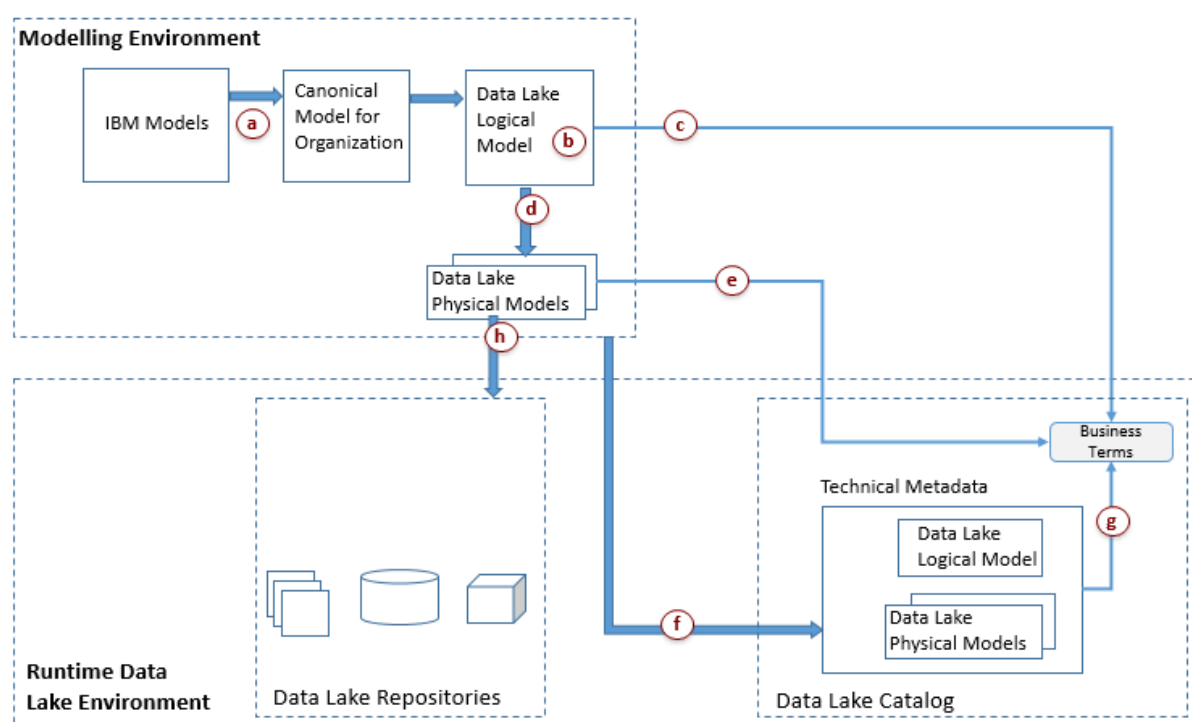 Modelling Environment
IBM Models
a
Canonical
Model for
Organization
Data Lake
Logical
Model
b
c
d
Data Lake
Physical Models
e
h
Business
Terms
Technical Metadata
Data Lake
Logical Model
g
Data Lake
Physical Models
f
Runtime Data
Lake Environment
Data Lake Repositories
Data Lake Catalog